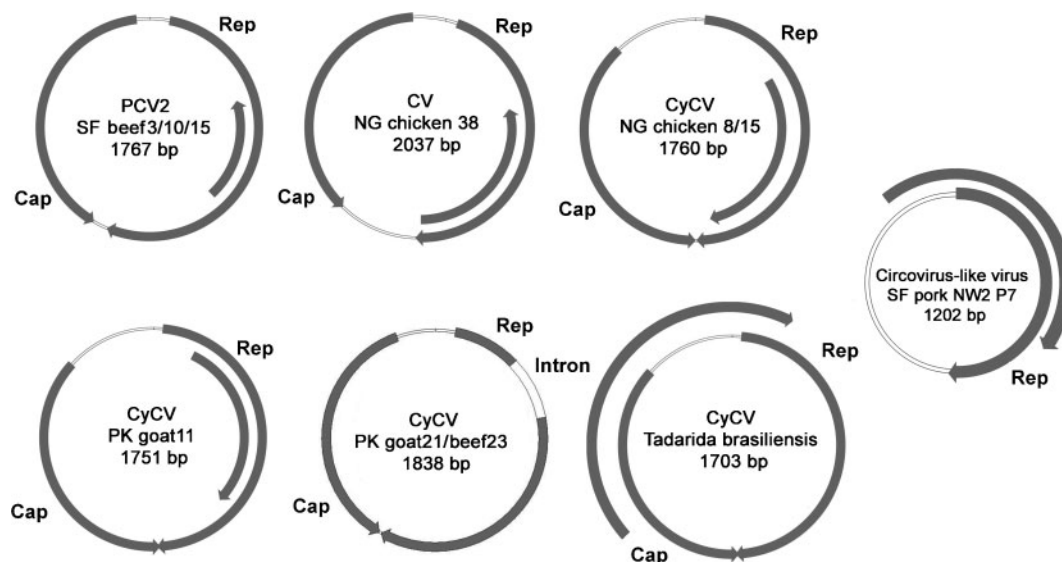 Rep
PCV2
SF beef3/10/15
1767 bp
Cap
Rep
CV
NG chicken 38
2037 bp
Cap
Rep
CyCV
NG chicken 8/15
1760 bp
Cap
Circovirus-like virus
SF pork NW2 P7
1202 bp
Rep
Rep
CyCV
PK goat11
1751 bp
Cap
Rep
Intron
CyCV
PK goat21/beef23
1838 bp
Cap
Rep
CyCV
Tadarida brasiliensis
1703 bp
Cap